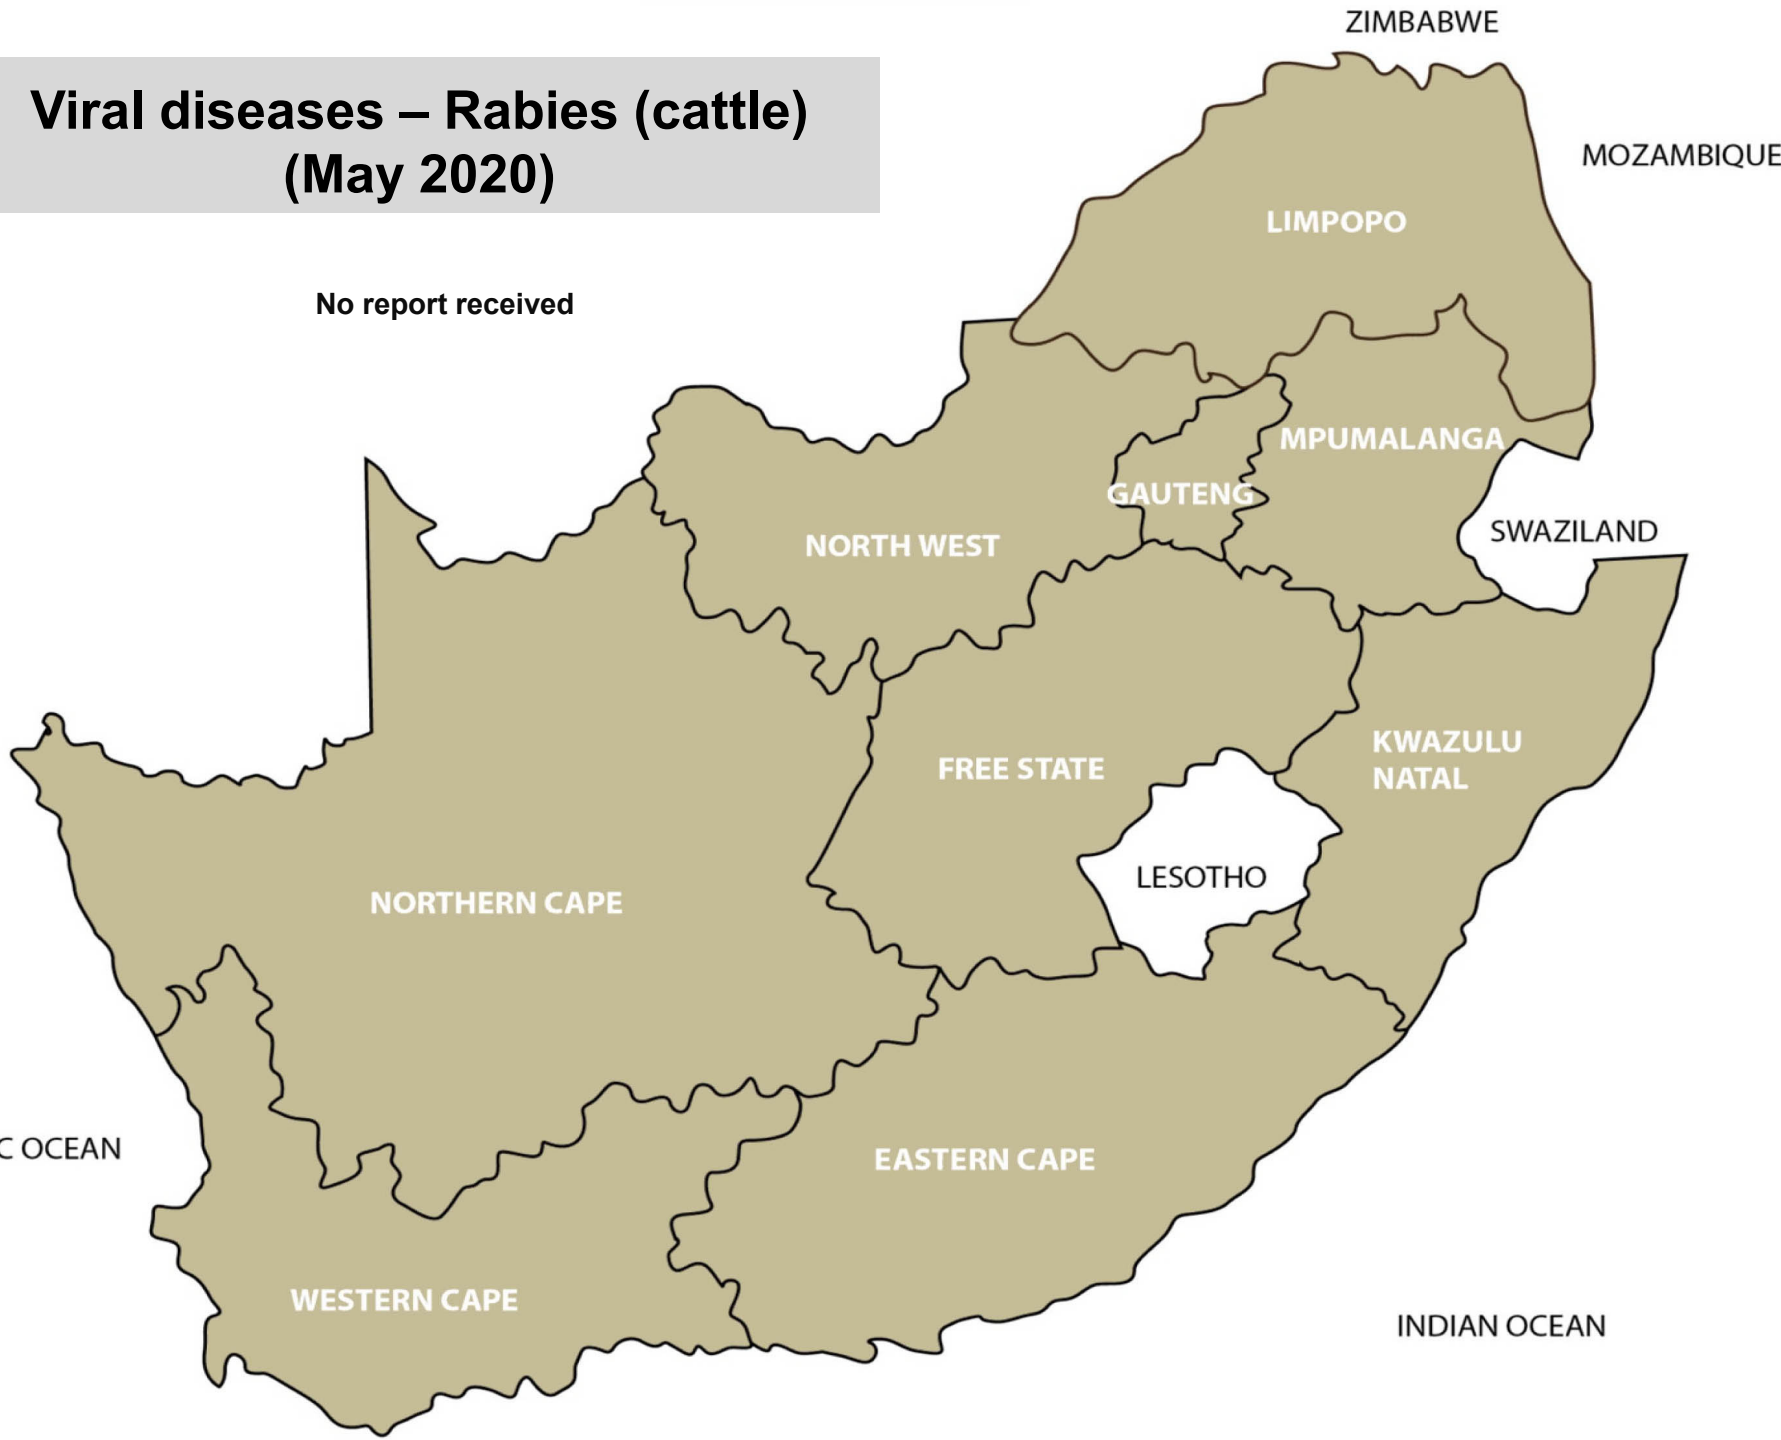 ZIMBABWE
Viral diseases – Rabies (cattle)
(May 2020)
MOZAMBIQUE
LIMPOPO
No report received
MPUMALANGA
GAUTENG
SWAZILAND
NORTH WEST
KWAZULU
NATAL
FREE STATE
LESOTHO
NORTHERN CAPE
C OCEAN
EASTERN CAPE
WESTERN CAPE
INDIAN OCEAN